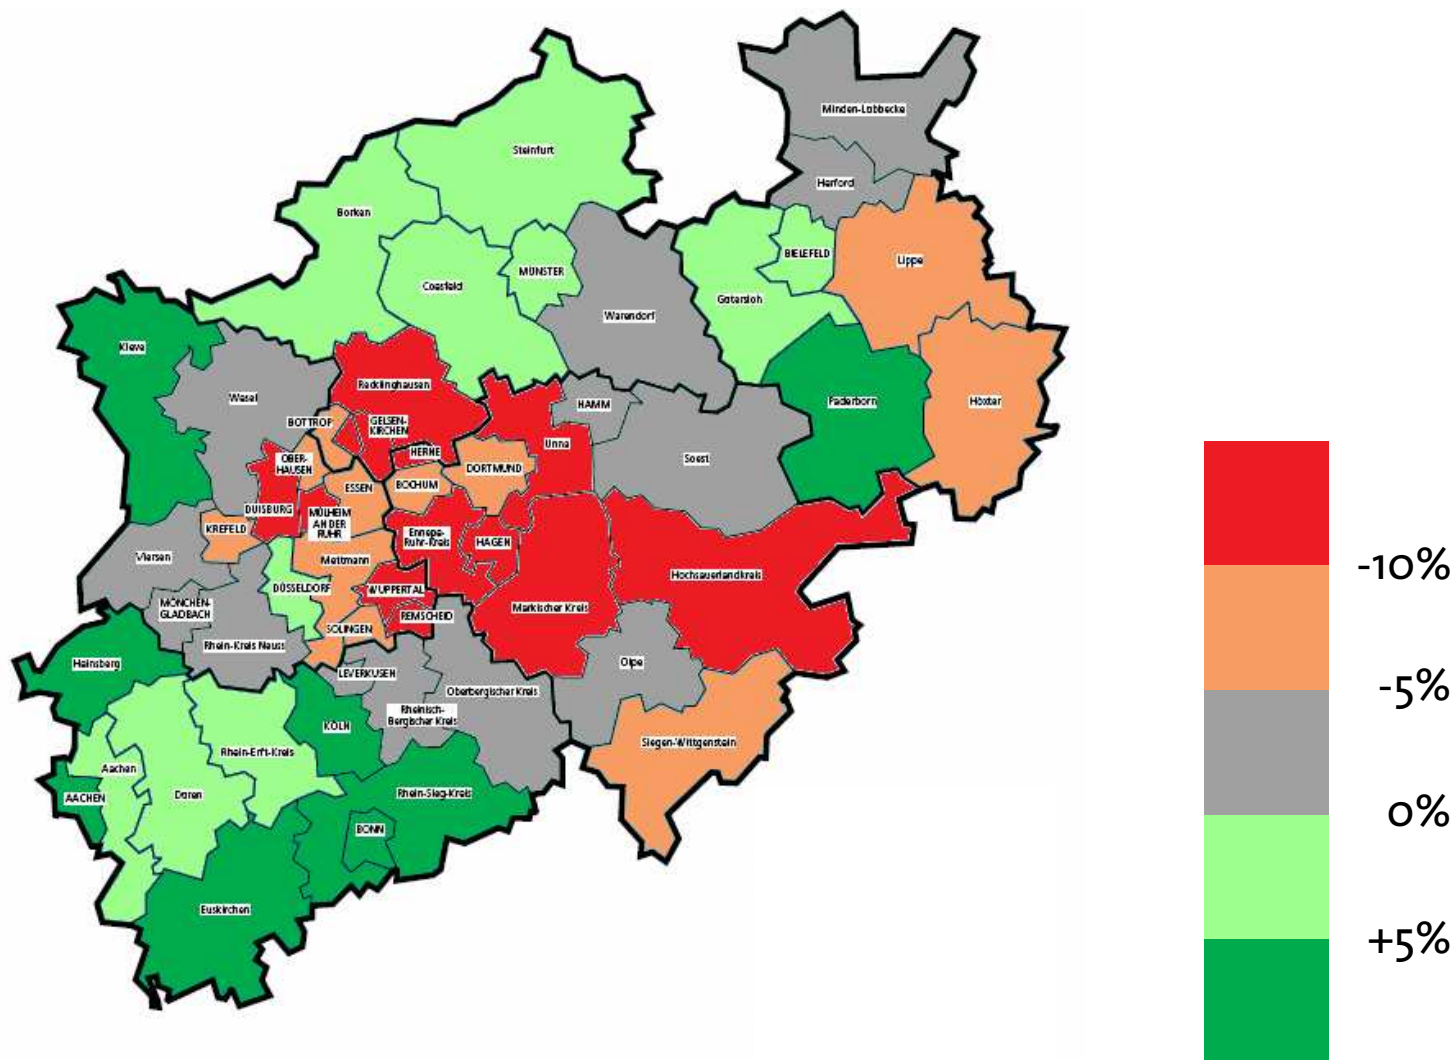 Minden-Lübbecke
Steinfurt
Herford
Borken
BIELEFELD
Lippe
MÜNSTER
Coesfeld
Gütersloh
Warendorf
Kleve
Recklinghausen
Wesel
Paderborn
Höxter
HAMM
BOTTROP
GELSEN-
KIRCHEN
Unna
HERNE
Soest
OBER-
HAUSEN
DORTMUND
BOCHUM
ESSEN
DUISBURG
MÜLHEIM
AN DER
RUHR
KREFELD
Ennepe-
Ruhr-Kreis
HAGEN
Viersen
Mettmann
Hochsauerlandkreis
DÜSSELDORF
WUPPERTAL
MÖNCHEN-
GLADBACH
Märkischer Kreis
REMSCHEID
SOLINGEN
Rhein-Kreis Neuss
Heinsberg
Olpe
LEVERKUSEN
Oberbergischer Kreis
Rheinisch-
Bergischer Kreis
KÖLN
Siegen-Wittgenstein
Rhein-Erft-Kreis
Aachen
Düren
Rhein-Sieg-Kreis
AACHEN
BONN
Euskirchen
-10%
-5%
0%
+5%